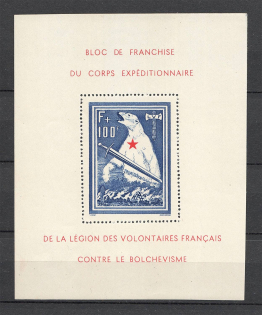 BLOC DE FRANCHISE
DU CORPS EXPÉDITIONNAIRE
F+
100F
DE LA LÉGION DES VOLONTAIRES FRANÇAIS
CONTRE LE BOLCHEVISME